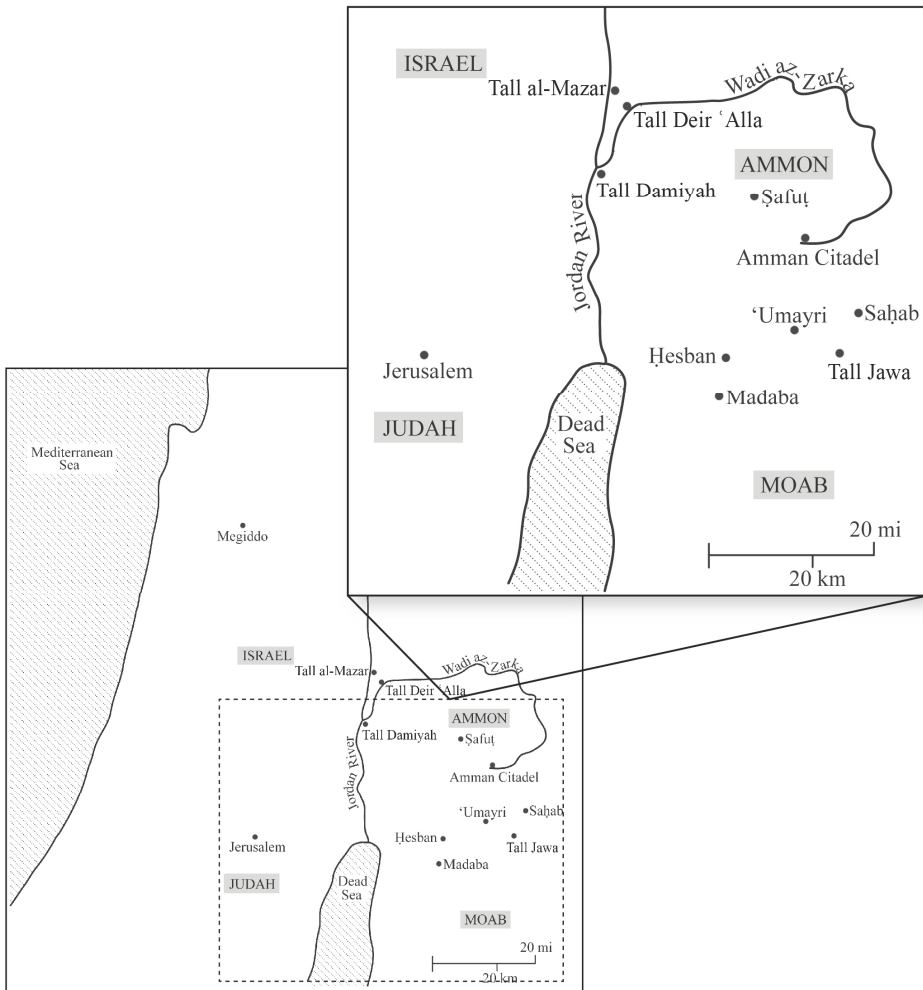 ISRAEL
Wadi az-Zarka
Tall al-Mazar
Tall Deir ʿAlla
AMMON
Tall Damiyah
Ṣafuṭ
Jordan River
Amman Citadel
ʿUmayri
Saḥab
Jerusalem
Ḥesban
Tall Jawa
Madaba
JUDAH
Dead
Sea
MOAB
20 mi
20 km
Mediterranean
Sea
Megiddo
ISRAEL
Wadi az-Zarka
Tall al-Mazar
Tall Deir ʿAlla
AMMON
Tall Damiyah
Ṣafuṭ
Jordan River
Amman Citadel
ʿUmayri
Saḥab
Jerusalem
Ḥesban
Tall Jawa
Madaba
JUDAH
Dead
Sea
MOAB
20 mi
20 km